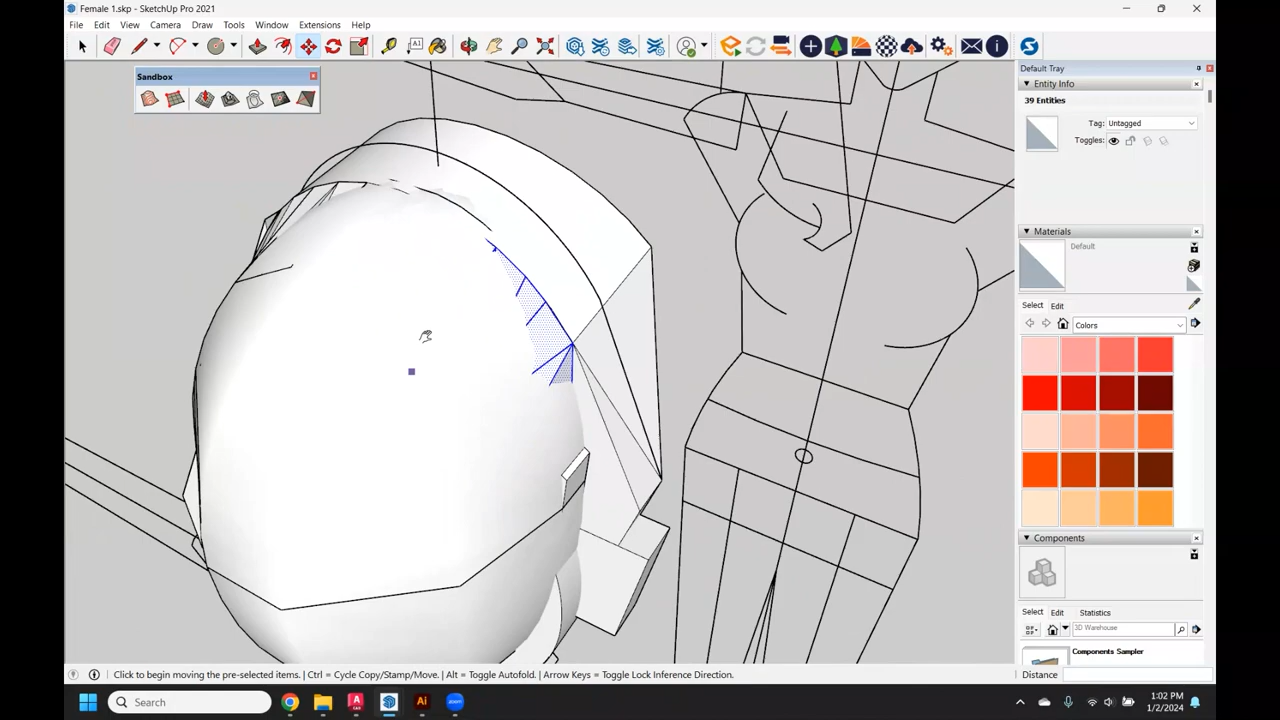 Female 1.skp - SketchUp Pro 2021
File Edit View Camera Draw Tools Window Extensions Help
Sandbox
Default Tray
Entity Info
39 Entities
Tag: Untagged
Toggles:
Materials
Default
Select Edit
Colors
Components
Select Edit Statistics
3D Warehouse
Components Sampler
Click to begin moving the pre-selected items. | Ctrl = Cycle Copy/Stamp/Move. | Alt = Toggle Autofold. | Arrow Keys = Toggle Lock Inference Direction.
Distance
Search
1:02 PM
1/2/2024